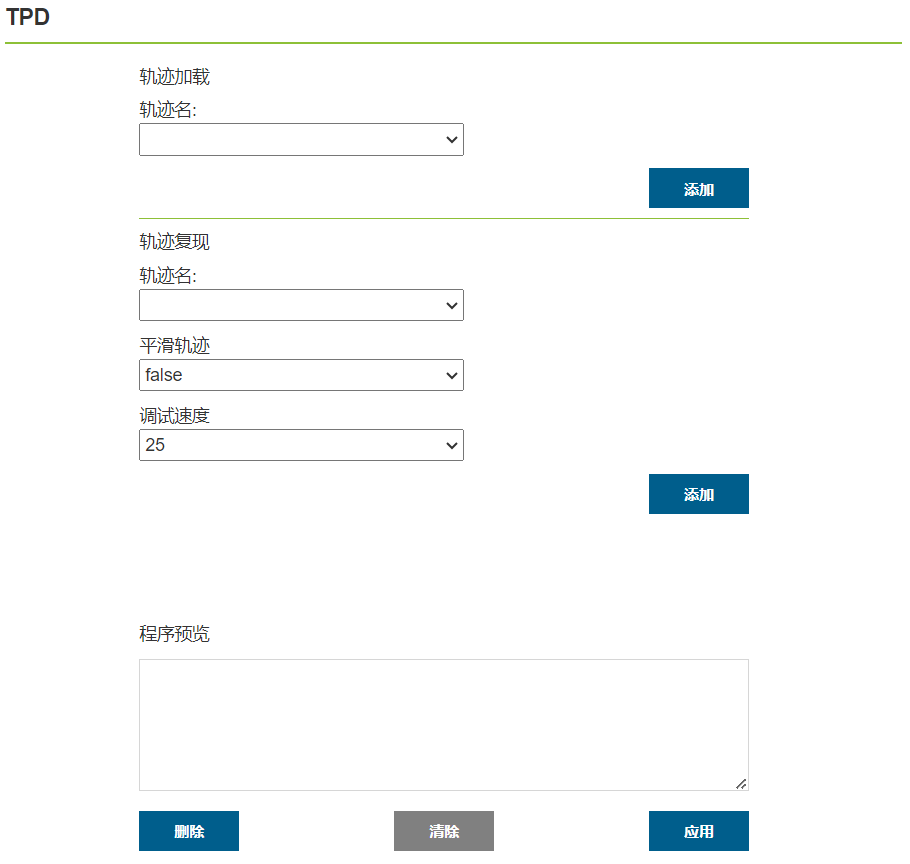 TPD
轨迹加载
轨迹名:
添加
轨迹复现
轨迹名:
平滑轨迹
false
调试速度
25
添加
程序预览
删除 清除 应用